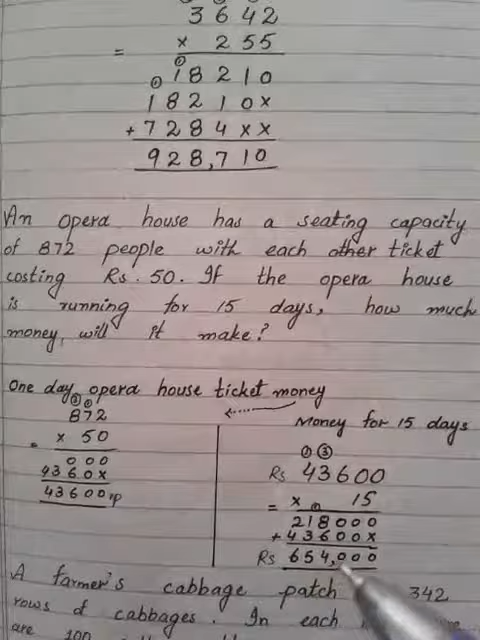 3642
= × 255
18210
18210×
+7284××
928,710
An opera house has a seating capacity
of 872 people with each other ticket
costing Rs. 50. If the opera house
is running for 15 days, how much
money, will it make?
One day opera house ticket money
872
× 50
000
4360×
43600 rp
Money for 15 days
Rs 43600
= × 15
218000
+43600×
Rs 654,000
A farmer's cabbage patch 342
rows of cabbages. In each
are 100